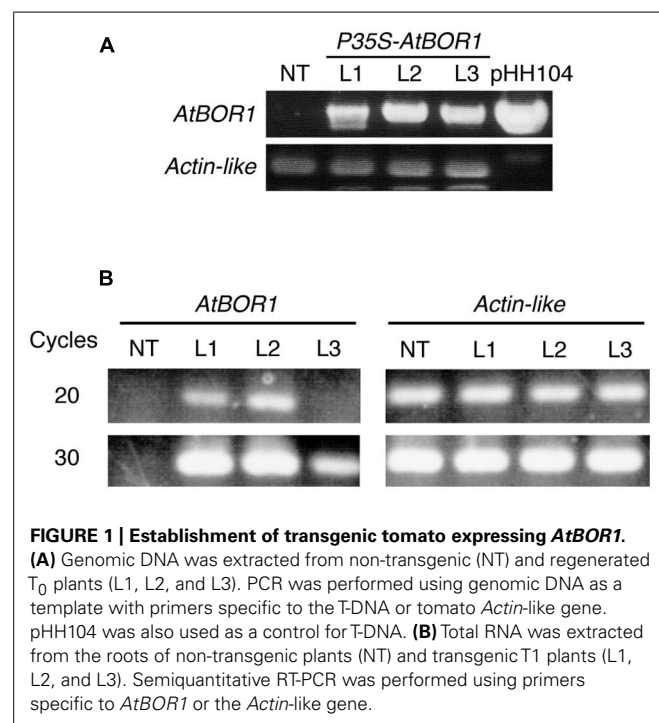 A
P35S-AtBOR1
NT L1 L2 L3 pHH104
AtBOR1
Actin-like
B
AtBOR1 Actin-like
Cycles NT L1 L2 L3 NT L1 L2 L3
20
30
FIGURE 1 | Establishment of transgenic tomato expressing AtBOR1.
(A) Genomic DNA was extracted from non-transgenic (NT) and regenerated
T0 plants (L1, L2, and L3). PCR was performed using genomic DNA as a
template with primers specific to the T-DNA or tomato Actin-like gene.
pHH104 was also used as a control for T-DNA. (B) Total RNA was extracted
from the roots of non-transgenic plants (NT) and transgenic T1 plants (L1,
L2, and L3). Semiquantitative RT-PCR was performed using primers
specific to AtBOR1 or the Actin-like gene.